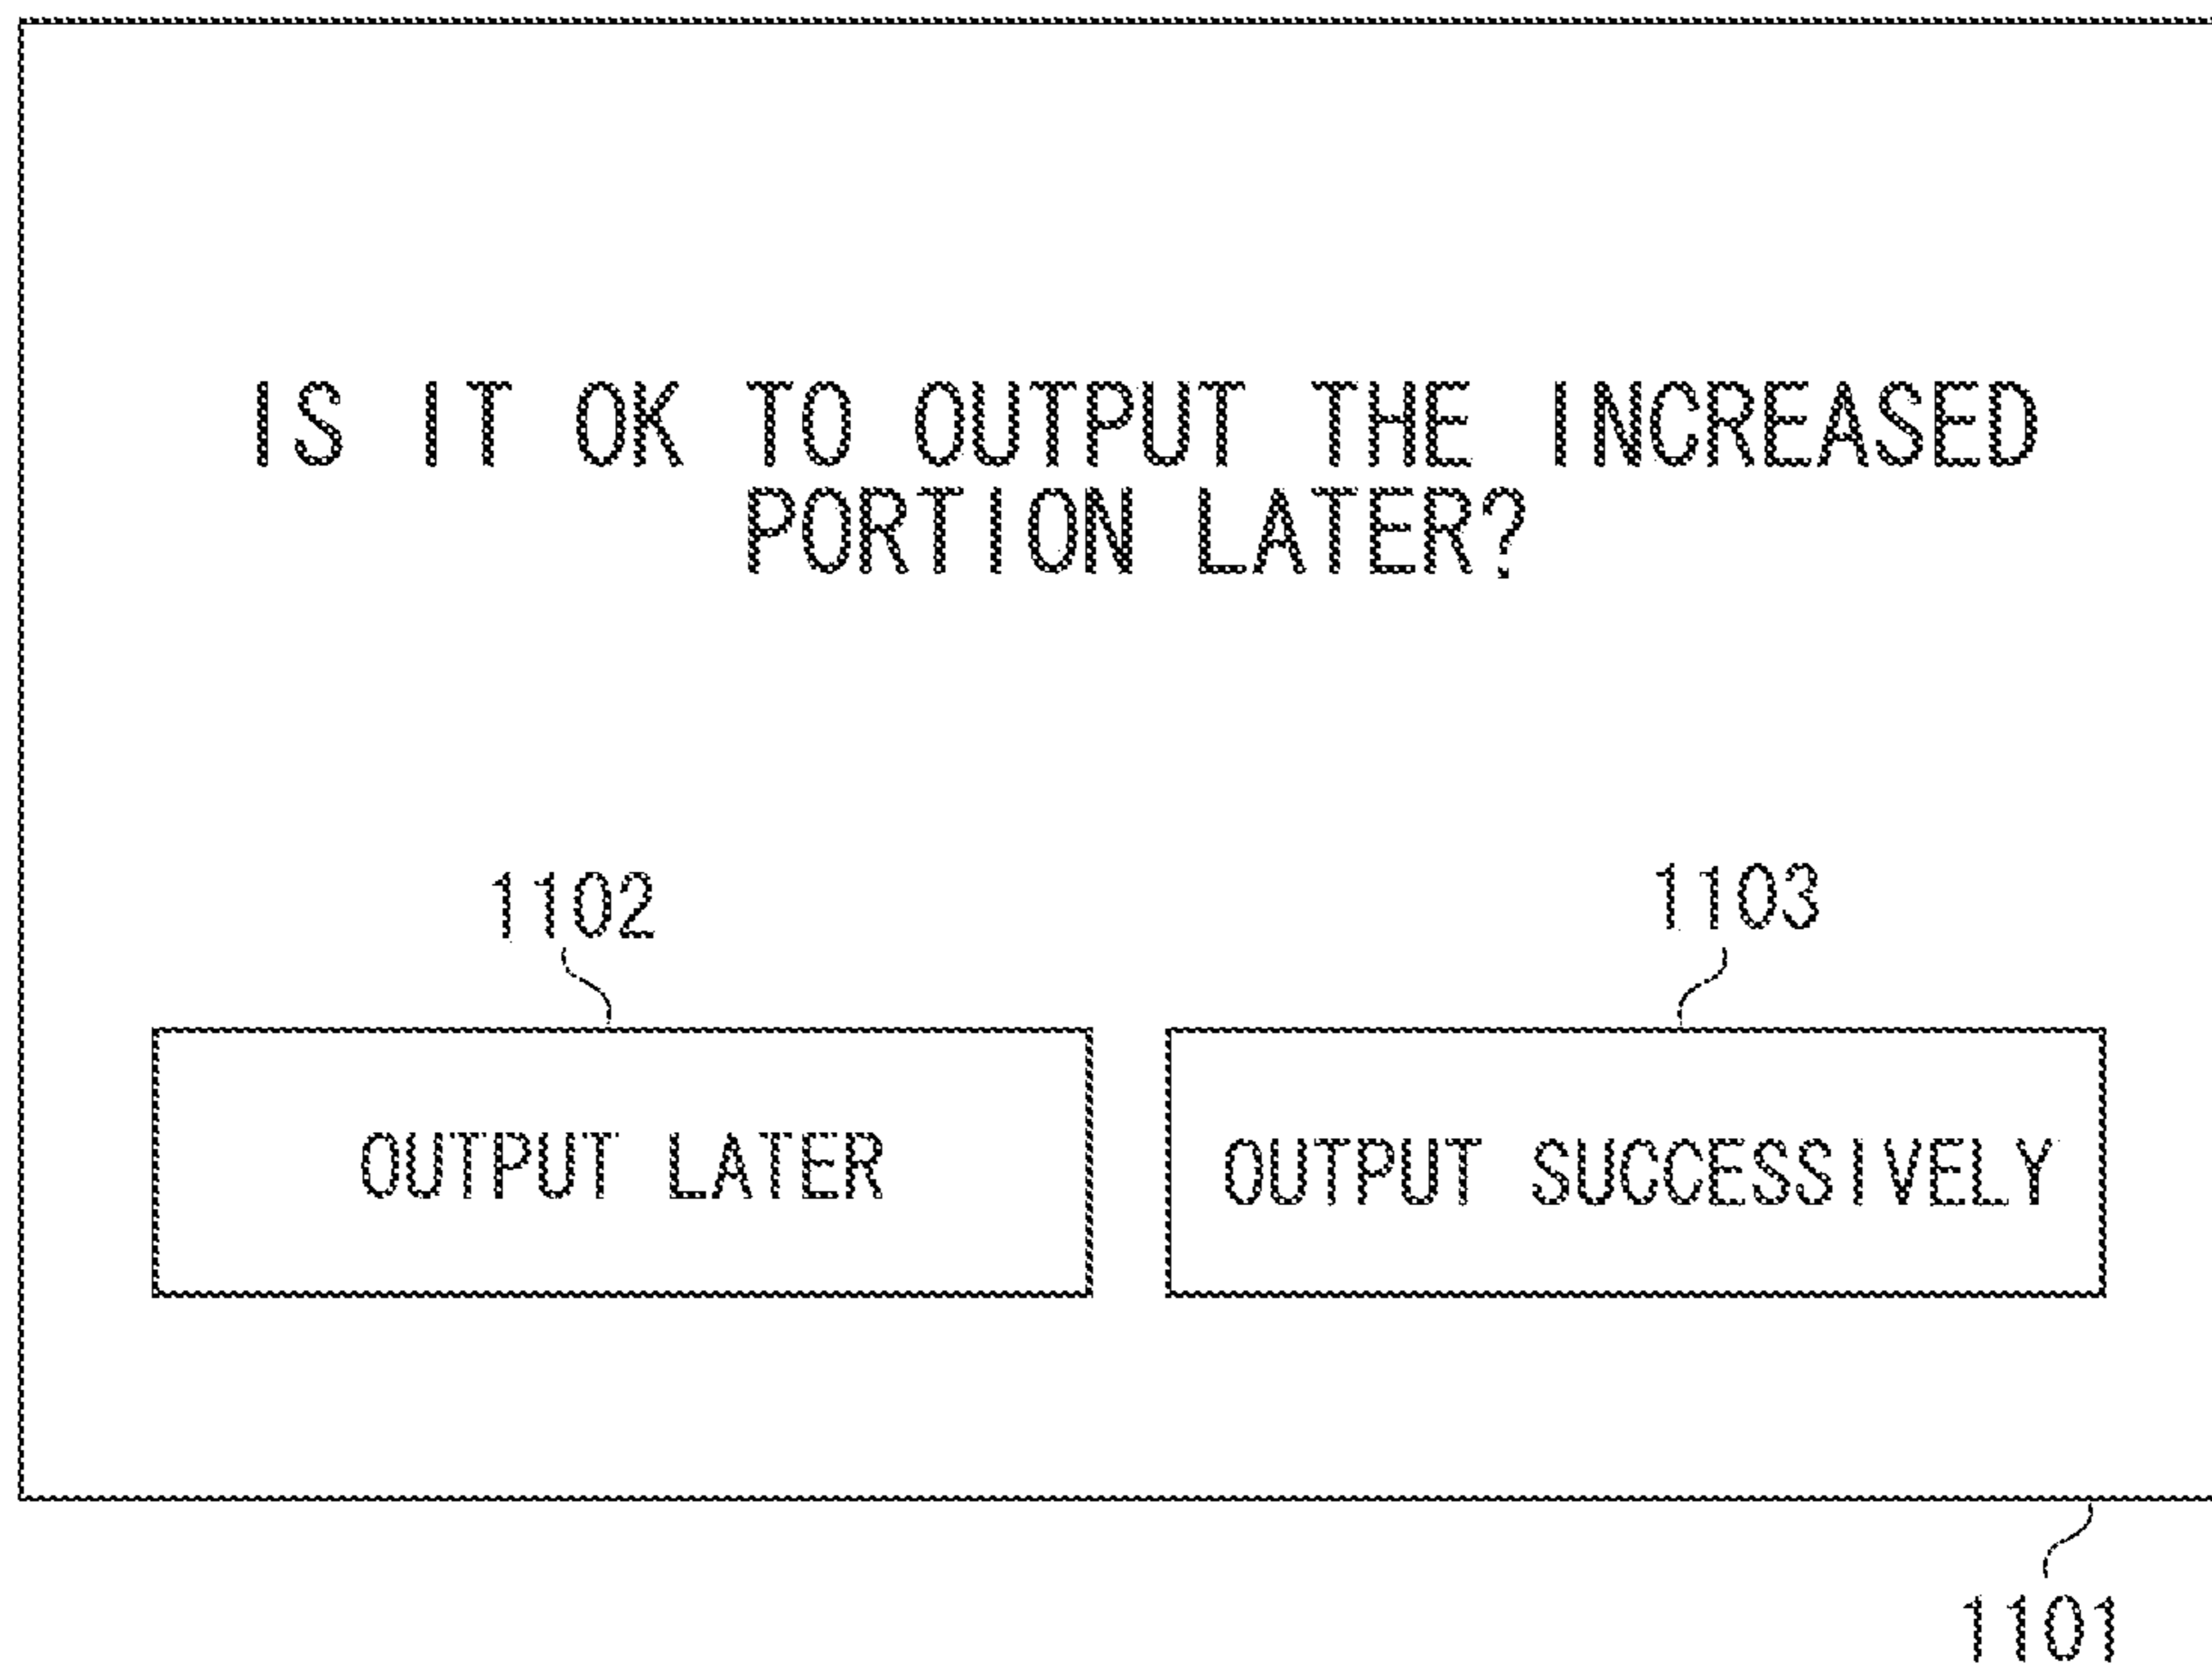 IS IT OK TO OUTPUT THE INCREASED
PORTION LATER?
1102
1103
OUTPUT LATER
OUTPUT SUCCESSIVELY
1101